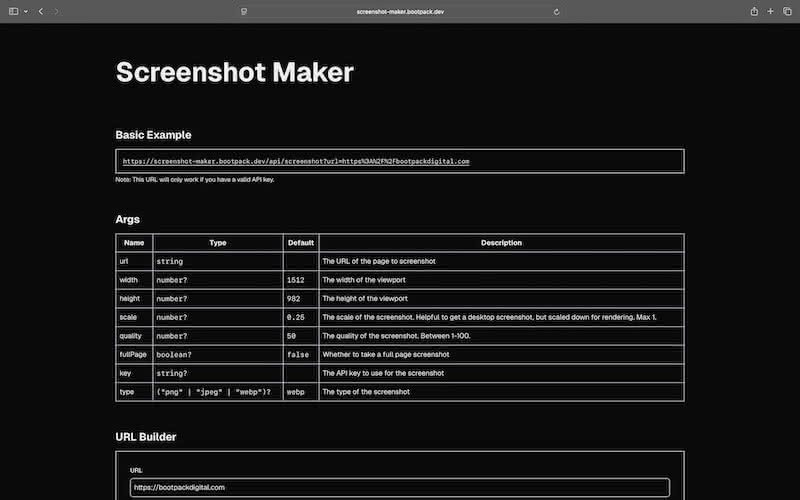 screenshot-maker.bootpack.dev
Screenshot Maker
Basic Example
https://screenshot-maker.bootpack.dev/api/screenshot?url=https%3A%2F%2Fbootpackdigital.com
Note: This URL will only work if you have a valid API key.
Args
Name Type Default Description
url string The URL of the page to screenshot
width number? 1512 The width of the viewport
height number? 982 The height of the viewport
scale number? 0.25 The scale of the screenshot. Helpful to get a desktop screenshot, but scaled down for rendering. Max 1.
quality number? 50 The quality of the screenshot. Between 1-100.
fullPage boolean? false Whether to take a full page screenshot
key string? The API key to use for the screenshot
type ("png" | "jpeg" | "webp")? webp The type of the screenshot
URL Builder
URL
https://bootpackdigital.com